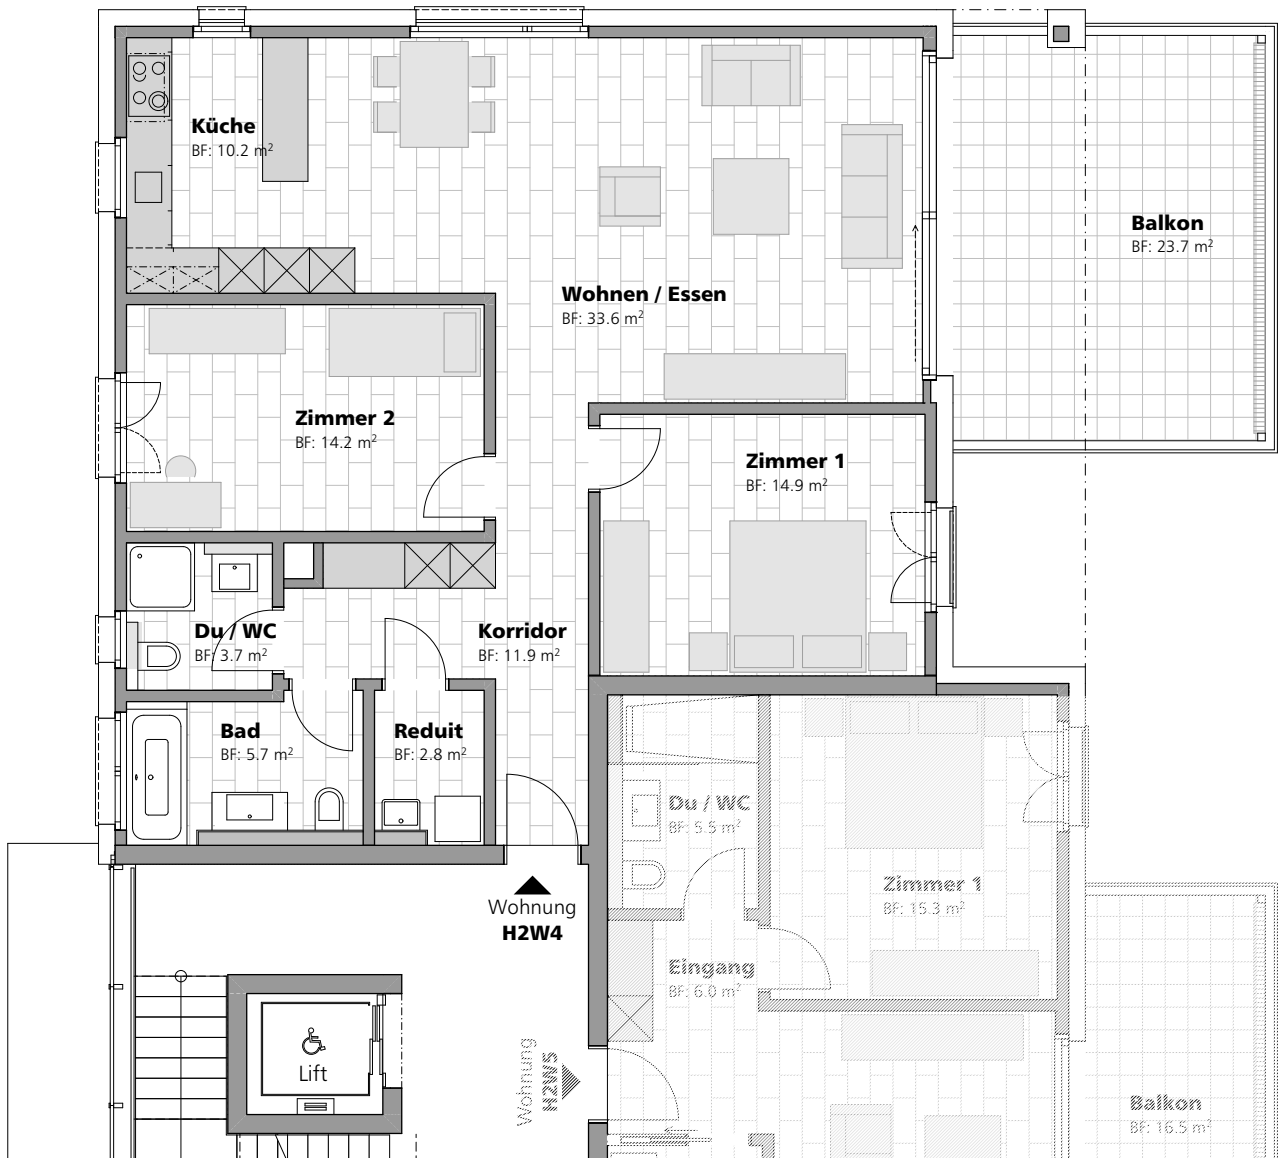 Küche
BF: 10.2 m²
Balkon
BF: 23.7 m²
Wohnen / Essen
BF: 33.6 m²
Zimmer 2
BF: 14.2 m²
Zimmer 1
BF: 14.9 m²
Du / WC
BF: 3.7 m²
Korridor
BF: 11.9 m²
Bad
BF: 5.7 m²
Reduit
BF: 2.8 m²
Du / WC
BF: 5.5 m²
Zimmer 1
BF: 15.3 m²
Wohnung
H2W4
Eingang
BF: 6.0 m²
Lift
Wohnung
H2W5
Balkon
BF: 16.5 m²